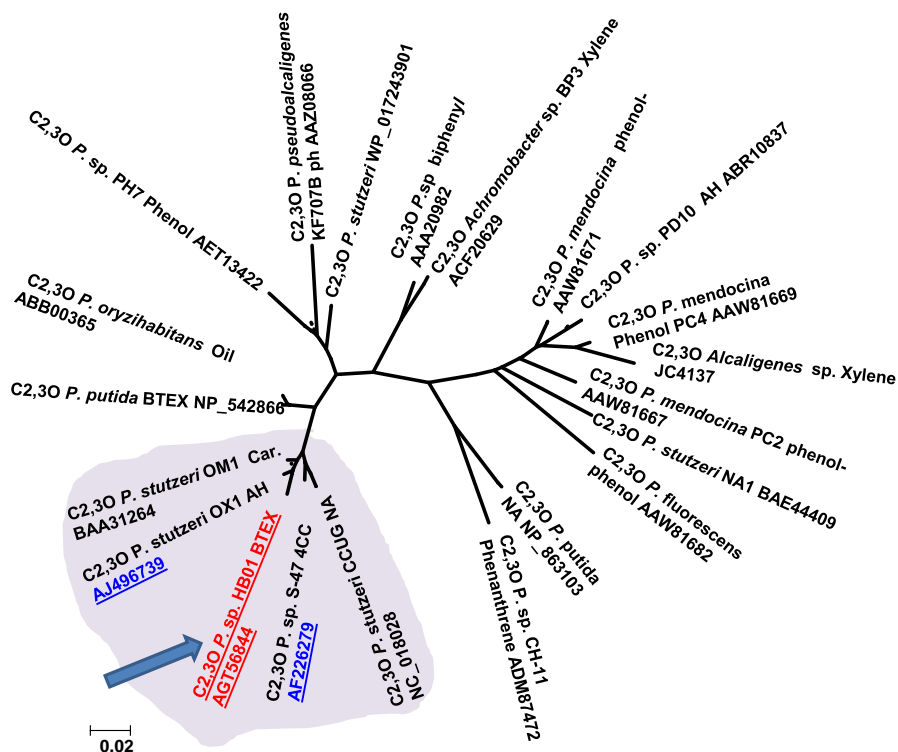 C2,3O P. sp. PH7 Phenol AET13422
C2,3O P. pseudoalcaligenes
KF707B ph AAZ08066
C2,3O P. stutzeri WP_017243901
C2,3O P.sp biphenyl
AAA20982
C2,3O Achromobacter sp. BP3 Xylene
ACF20629
C2,3O P. mendocina phenol-
AAW81671
C2,3O P. sp. PD10 AH ABR10837
C2,3O P. mendocina
Phenol PC4 AAW81669
C2,3O Alcaligenes sp. Xylene
JC4137
C2,3O P. mendocina PC2 phenol-
AAW81667
C2,3O P. stutzeri NA1 BAE44409
C2,3O P. fluorescens
phenol AAW81682
C2,3O P. putida
NA NP_863103
C2,3O P. sp. CH-11
Phenanthrene ADM87472
C2,3O P. stutzeri CCUG NA
NC_018028
C2,3O P. sp. S-47 4CC
AF226279
C2,3O P. sp. HB01 BTEX
AGT56844
C2,3O P. stutzeri OX1 AH
AJ496739
C2,3O P. stutzeri OM1 Car.
BAA31264
C2,3O P. putida BTEX NP_542866
C2,3O P. oryzihabitans Oil
ABB00365
0.02